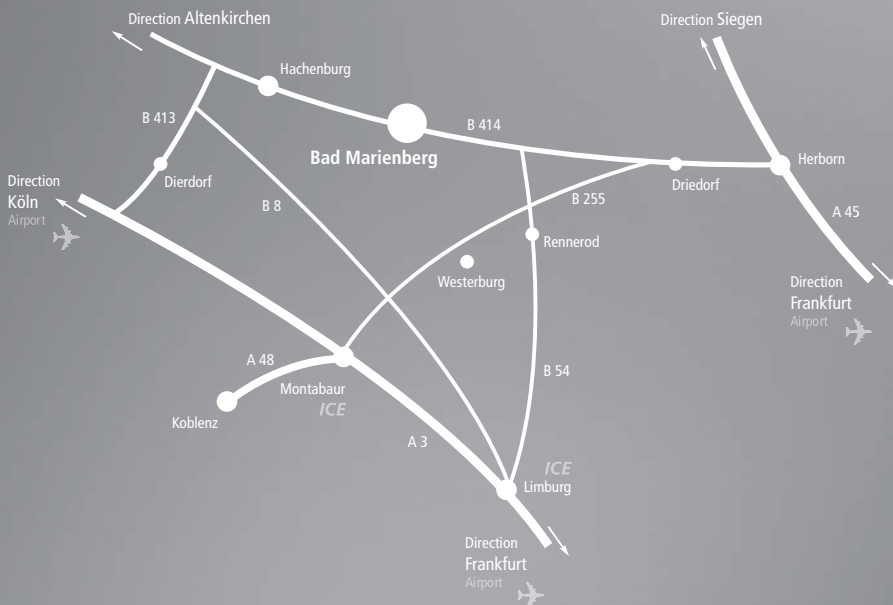 Direction Altenkirchen
Direction Siegen
Hachenburg
B 413
B 414
Bad Marienberg
Herborn
Direction
Köln
Airport
Dierdorf
Driedorf
B 8
B 255
A 45
Rennerod
Westerburg
Direction
Frankfurt
Airport
A 48
Montabaur
ICE
B 54
Koblenz
A 3
ICE
Limburg
Direction
Frankfurt
Airport